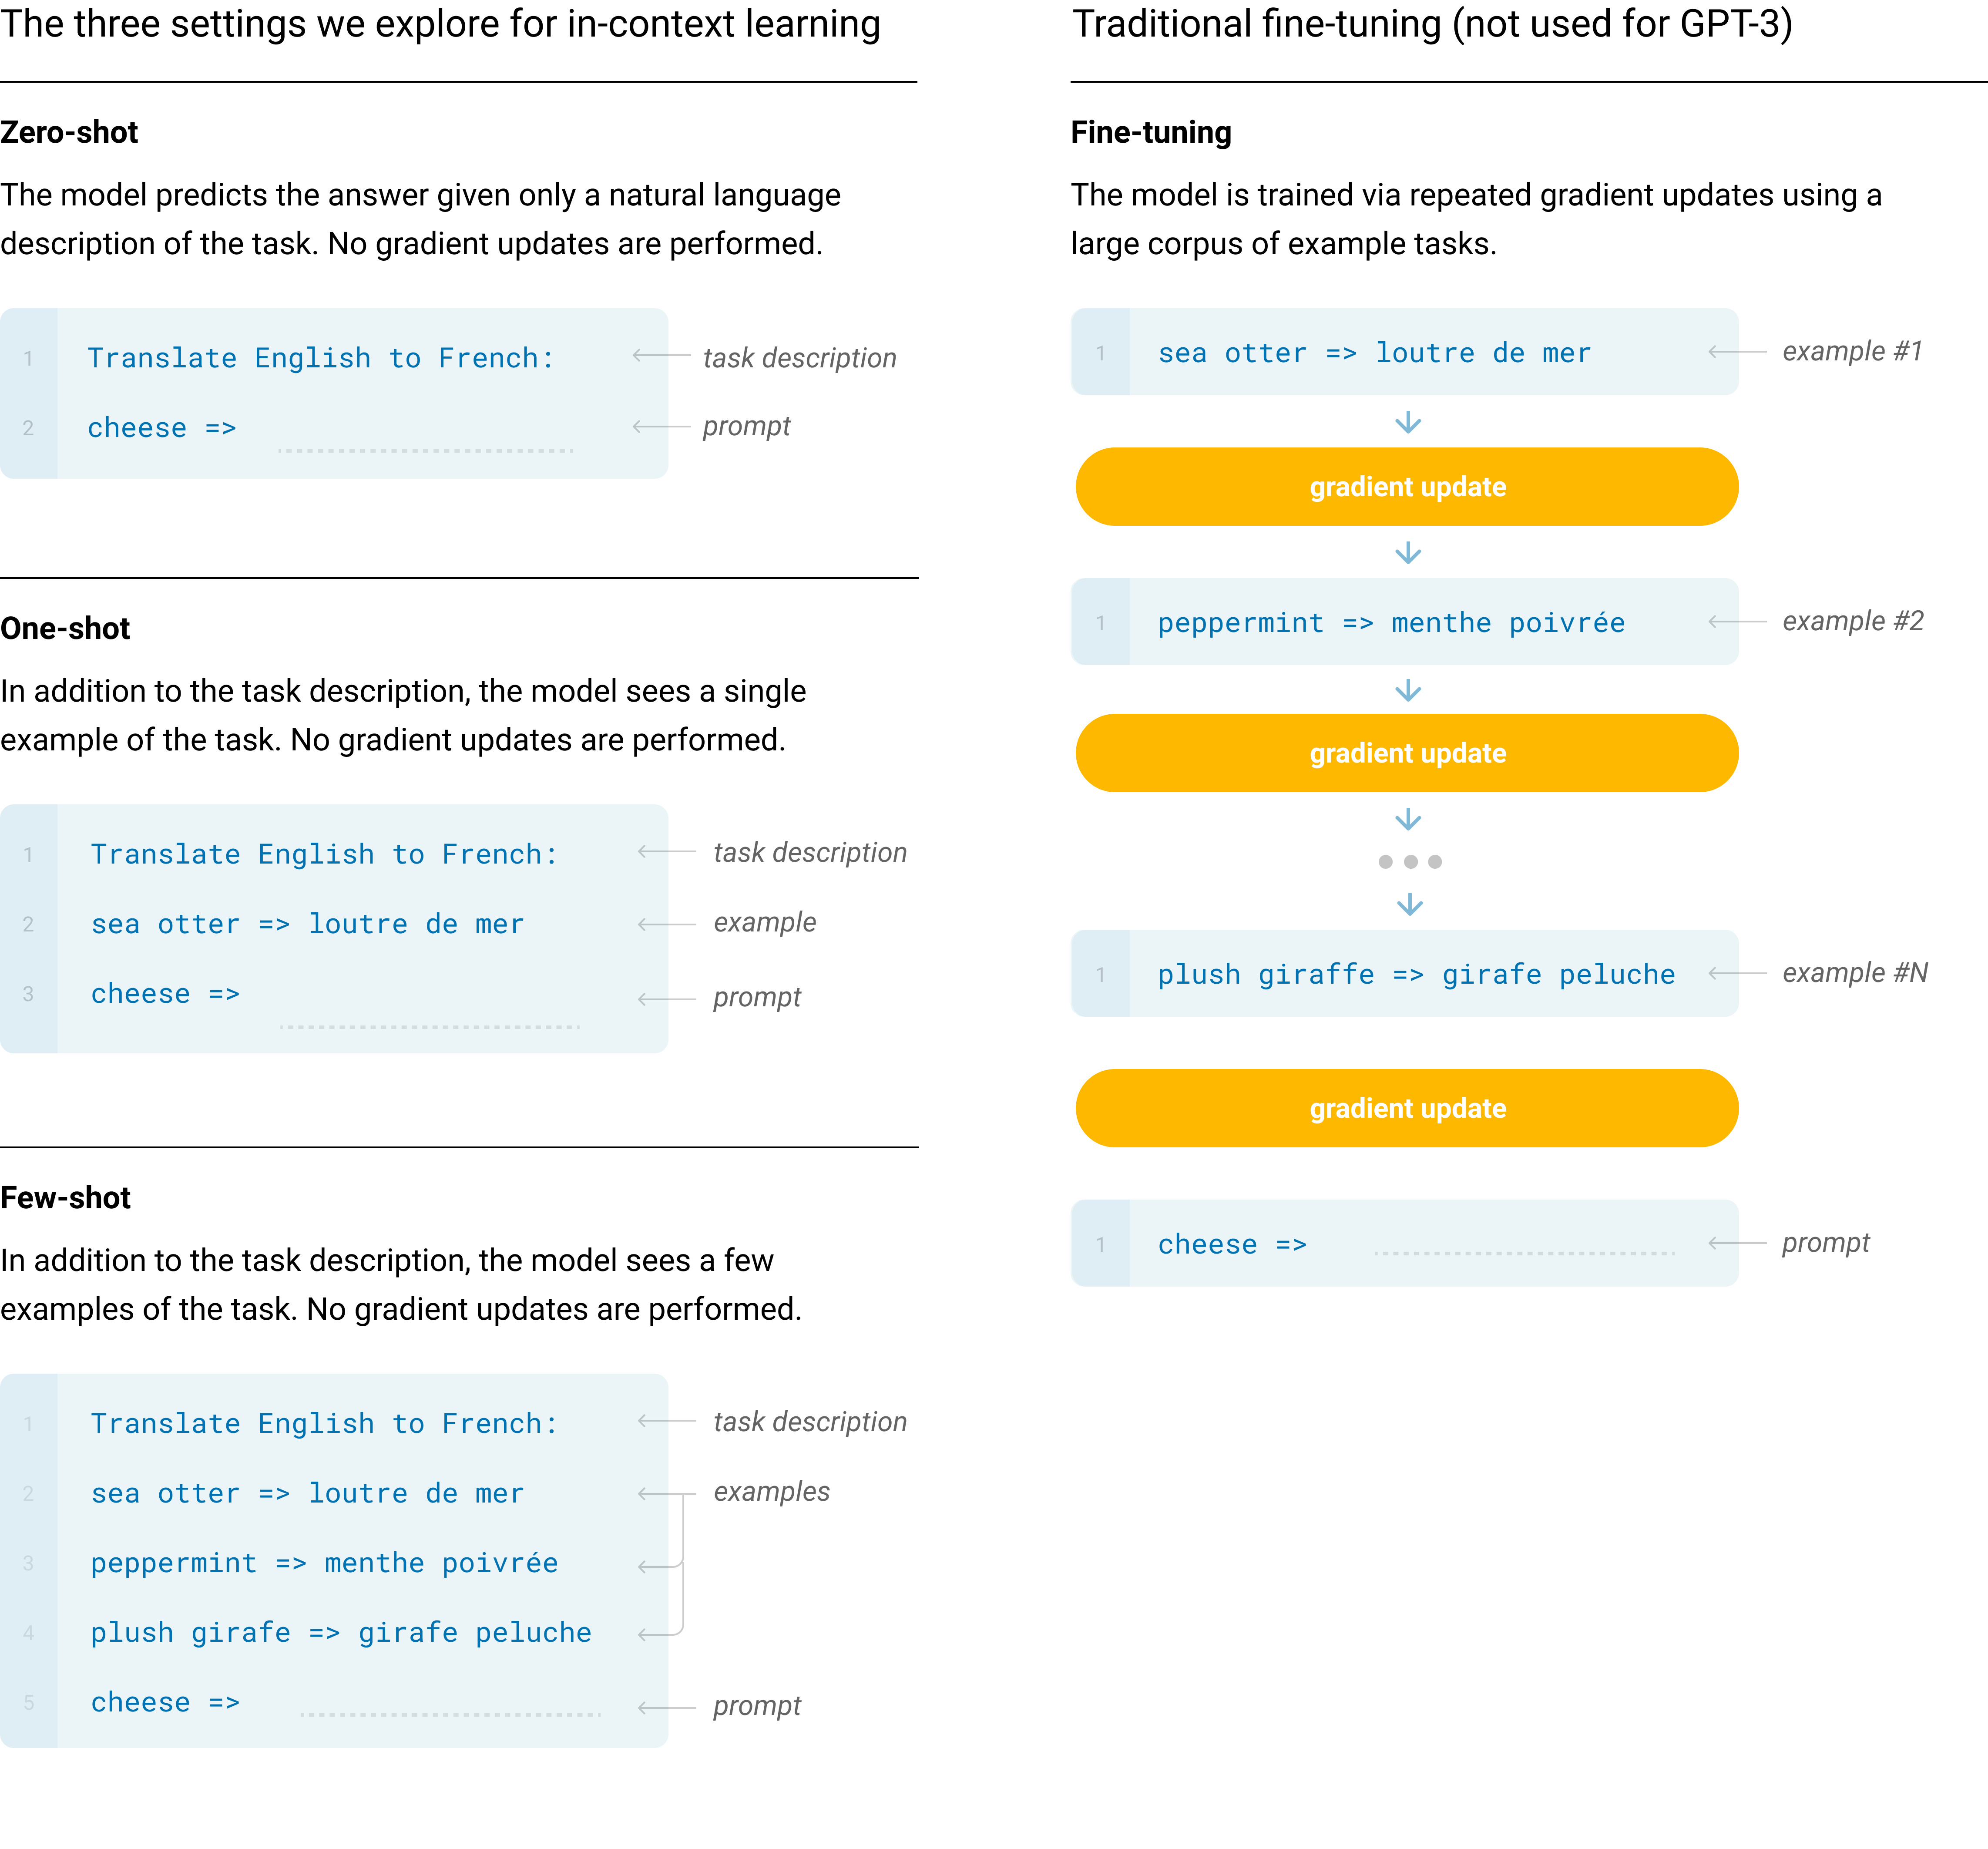 The three settings we explore for in-context learning
Zero-shot
The model predicts the answer given only a natural language
description of the task. No gradient updates are performed.
1 Translate English to French: task description
2 cheese => prompt
One-shot
In addition to the task description, the model sees a single
example of the task. No gradient updates are performed.
1 Translate English to French: task description
2 sea otter => loutre de mer example
3 cheese => prompt
Few-shot
In addition to the task description, the model sees a few
examples of the task. No gradient updates are performed.
1 Translate English to French: task description
2 sea otter => loutre de mer examples
3 peppermint => menthe poivrée
4 plush girafe => girafe peluche
5 cheese => prompt
Traditional fine-tuning (not used for GPT-3)
Fine-tuning
The model is trained via repeated gradient updates using a
large corpus of example tasks.
1 sea otter => loutre de mer example #1
gradient update
1 peppermint => menthe poivrée example #2
gradient update
1 plush giraffe => girafe peluche example #N
gradient update
1 cheese => prompt